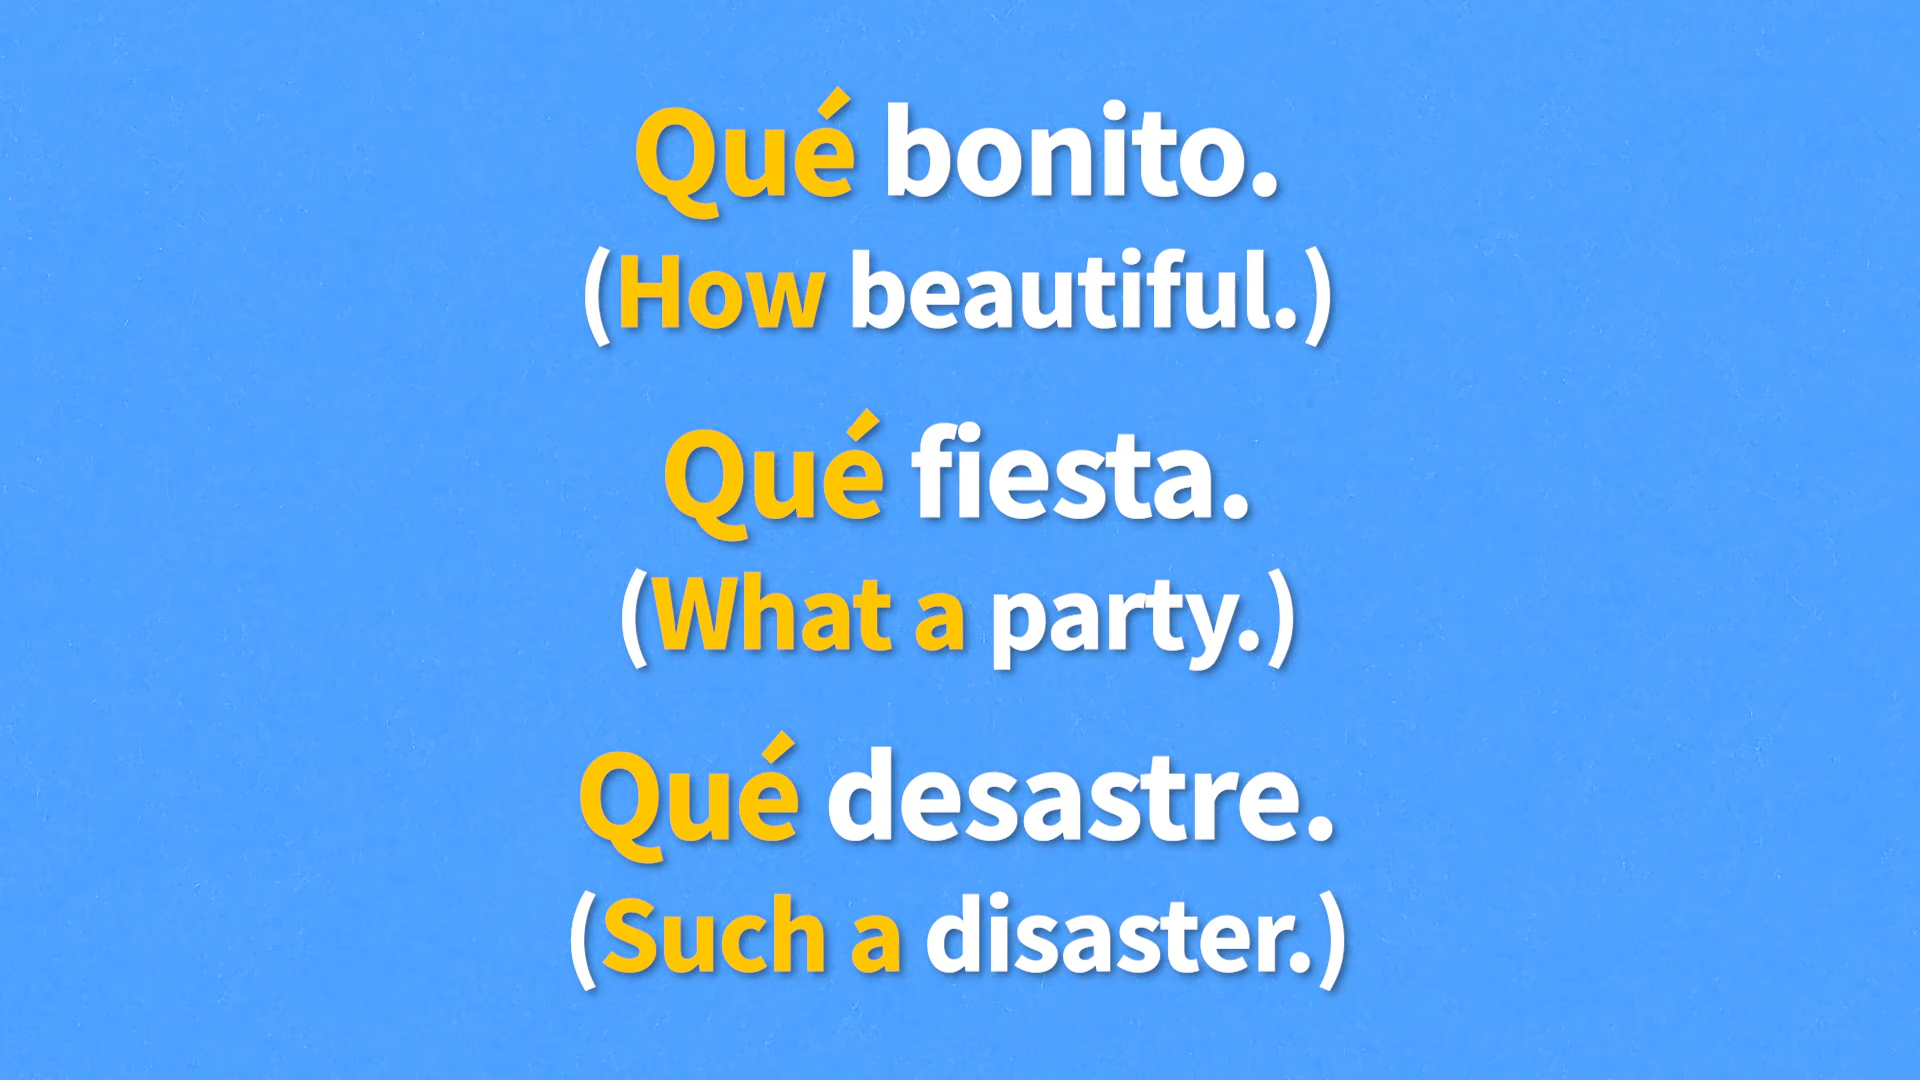 Qué bonito.
(How beautiful.)
Qué fiesta.
(What a party.)
Qué desastre.
(Such a disaster.)